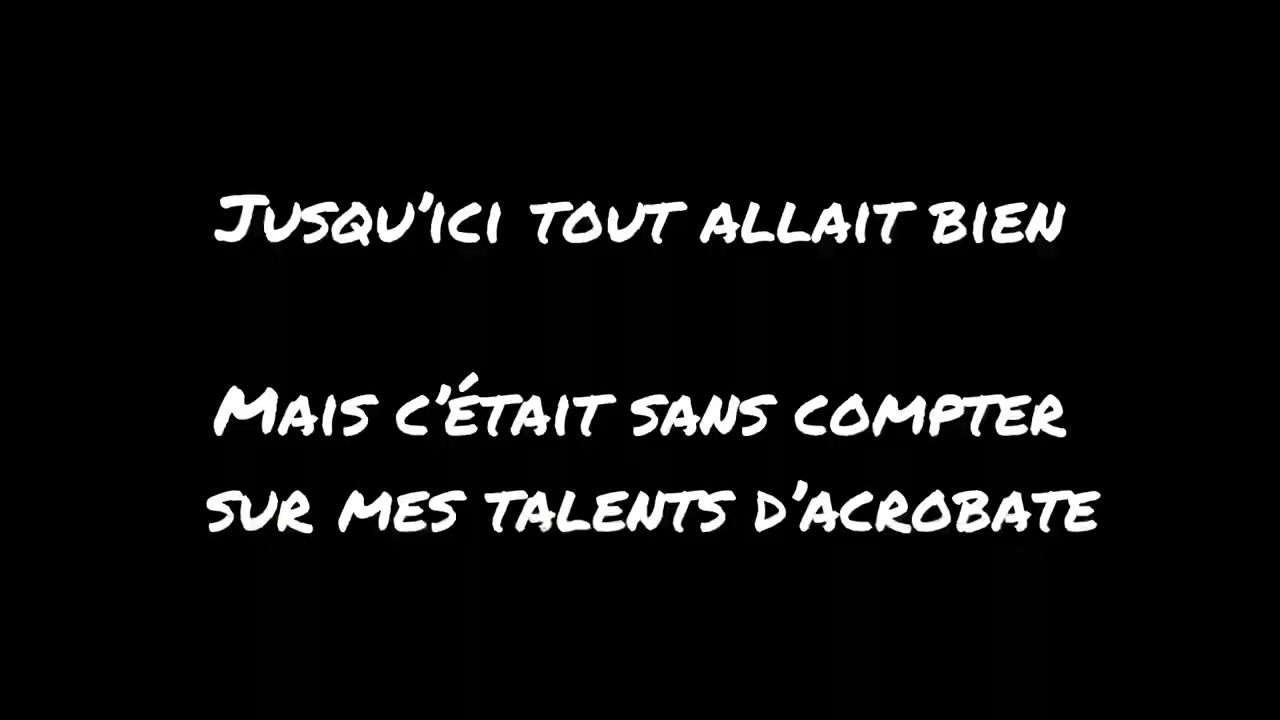 Jusqu'ici tout allait bien
Mais c'était sans compter
sur mes talents d'acrobate